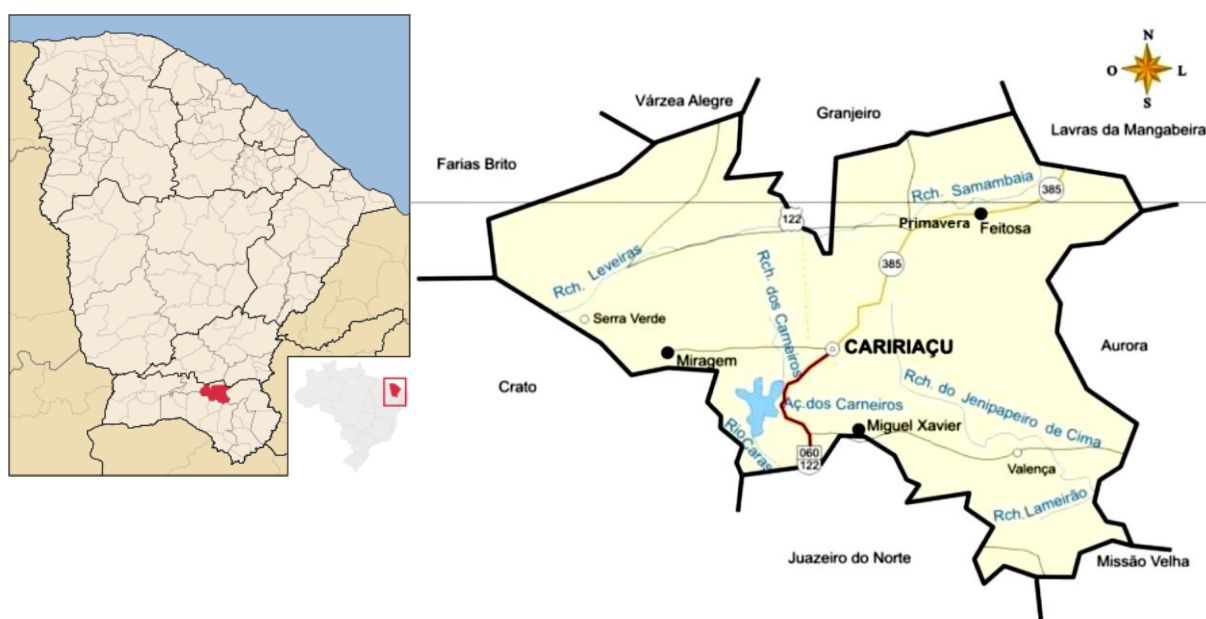 N
O
L
S
Várzea Alegre
Granjeiro
Lavras da Mangabeira
Farias Brito
Rch. Samambaia
385
122
Primavera
Feitosa
Rch. Leveiras
Rch. dos Carneiros
385
Serra Verde
CARIRIAÇU
Miragem
Aurora
Crato
Rch. do Jenipapeiro de Cima
Aç.dos Carneiros
Miguel Xavier
Rio Caras
060
122
Valença
Rch. Lameirão
Juazeiro do Norte
Missão Velha